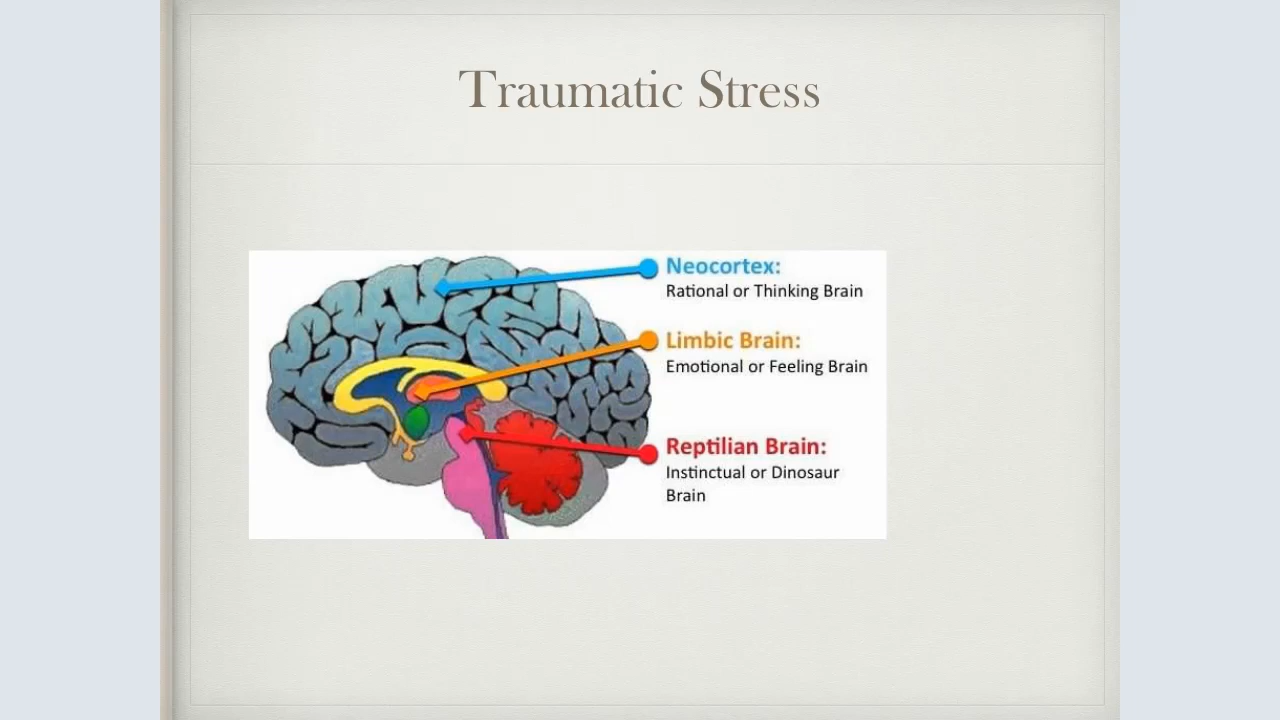 Traumatic Stress
Neocortex:
Rational or Thinking Brain
Limbic Brain:
Emotional or Feeling Brain
Reptilian Brain:
Instinctual or Dinosaur
Brain